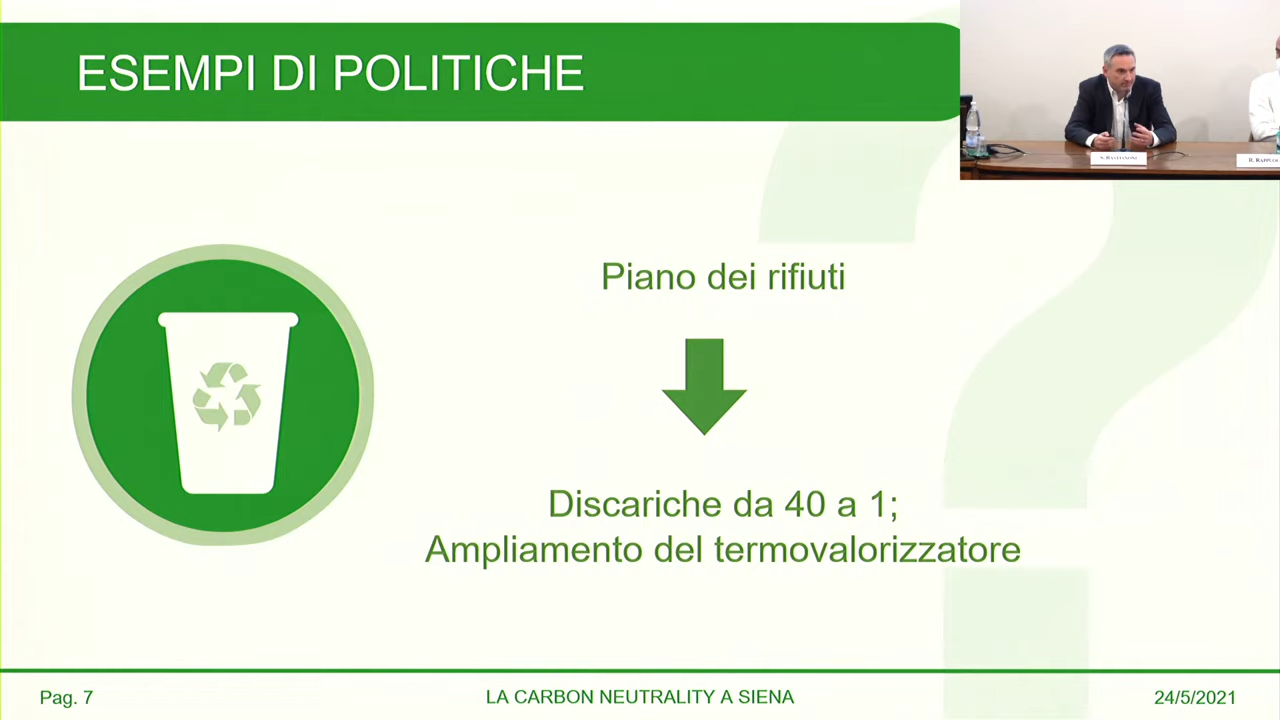 ESEMPI DI POLITICHE
S. BASTIANONI
Piano dei rifiuti
Discariche da 40 a 1;
Ampliamento del termovalorizzatore
Pag. 7
LA CARBON NEUTRALITY A SIENA
24/5/2021